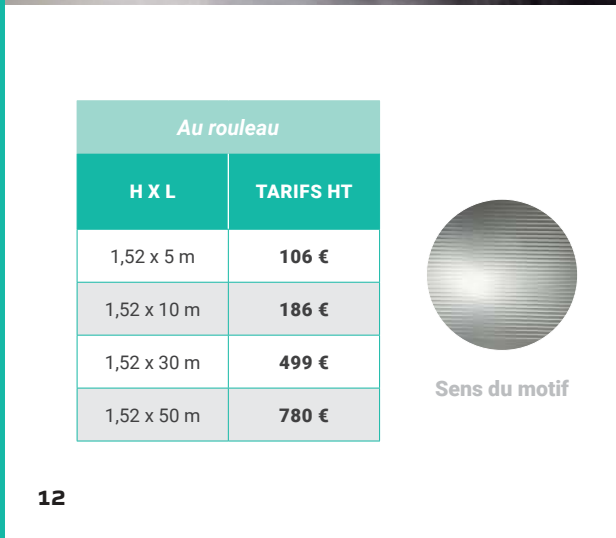 Au rouleau
H X L TARIFS HT
1,52 x 5 m 106 €
1,52 x 10 m 186 €
1,52 x 30 m 499 €
1,52 x 50 m 780 €
Sens du motif
12